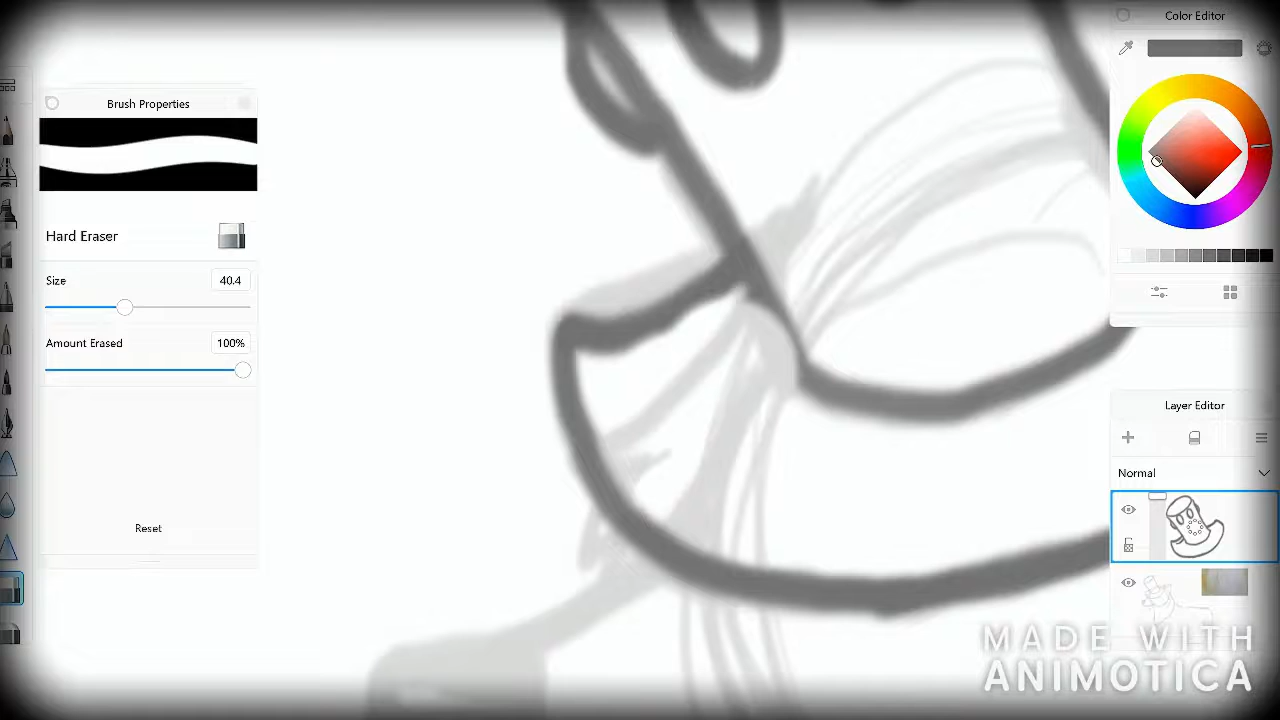 Color Editor
Brush Properties
Hard Eraser
Size
40.4
Amount Erased
100%
Reset
Layer Editor
Normal
MADE WITH
ANIMOTICA